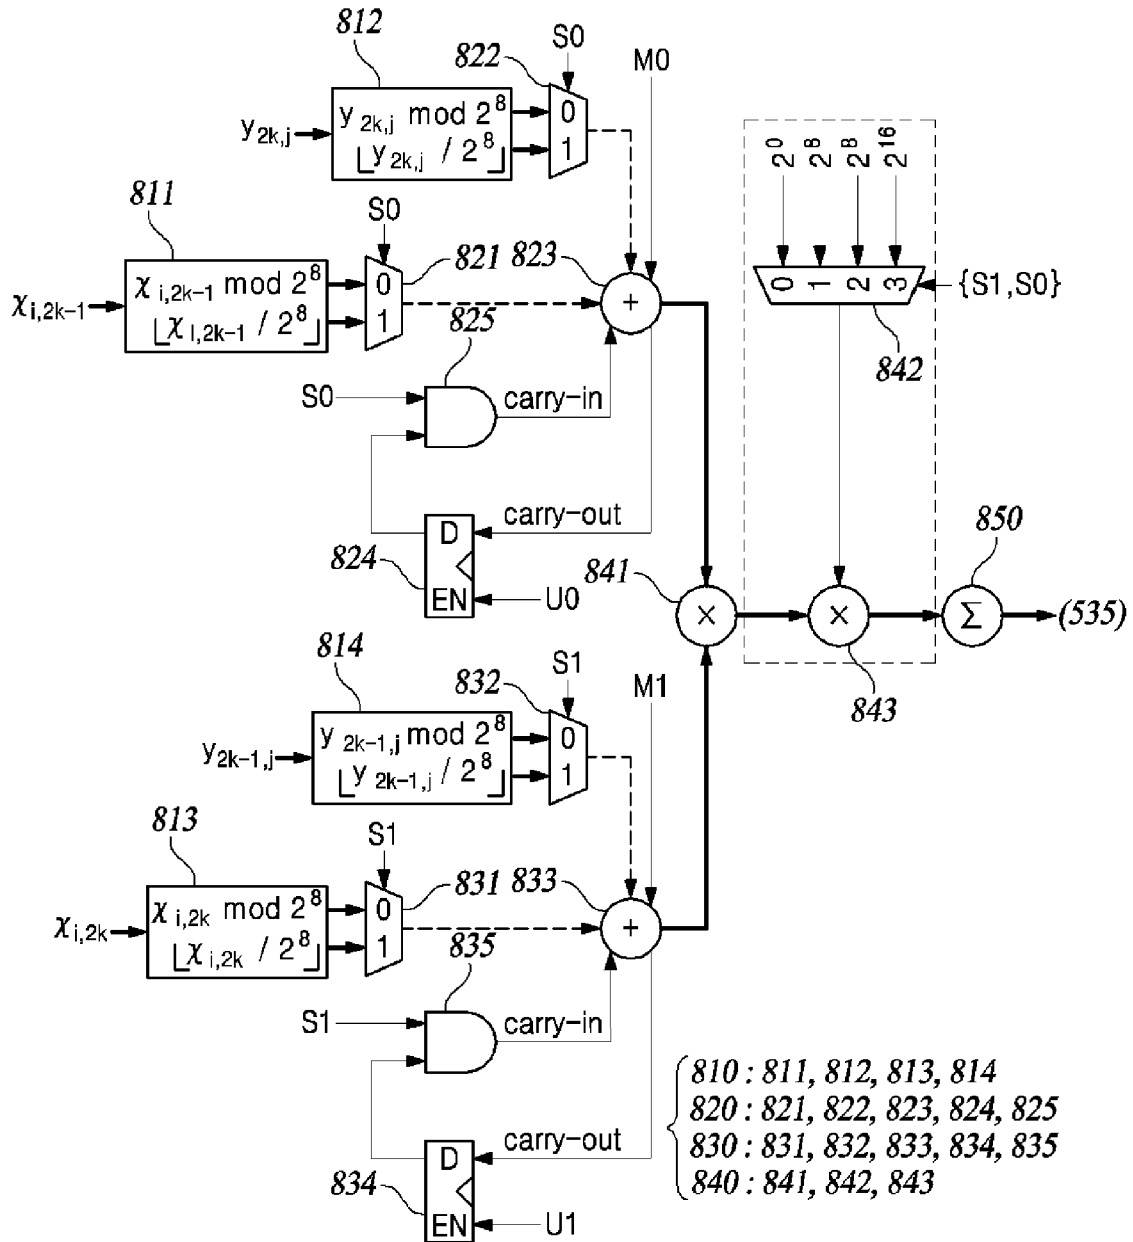 812
S0
822
M0
y2k,j
y2k,j mod 2^8
⌊y2k,j / 2^8⌋
0
1
2^0 2^8 2^8 2^16
811
S0
821
823
χi,2k-1
χi,2k-1 mod 2^8
⌊χl,2k-1 / 2^8⌋
0
1
+
0 1 2 3
{S1,S0}
842
825
S0
carry-in
carry-out
D
EN
824
U0
841
×
×
843
850
Σ
(535)
814
S1
832
M1
y2k-1,j
y2k-1,j mod 2^8
⌊y2k-1,j / 2^8⌋
0
1
813
S1
831
833
χi,2k
χi,2k mod 2^8
⌊χi,2k / 2^8⌋
0
1
+
835
S1
carry-in
carry-out
D
EN
834
U1
810 : 811, 812, 813, 814
820 : 821, 822, 823, 824, 825
830 : 831, 832, 833, 834, 835
840 : 841, 842, 843